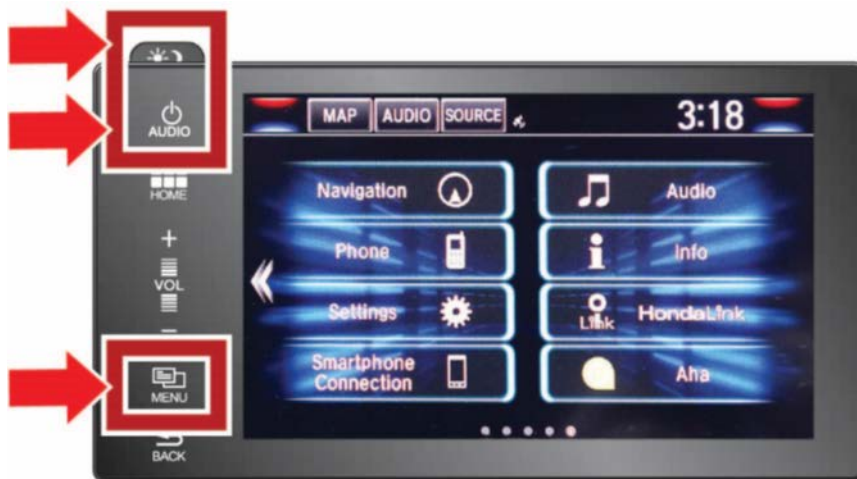 AUDIO
HOME
+
VOL
−
MENU
BACK
MAP AUDIO SOURCE 3:18
Navigation
Audio
Phone
Info
Settings
Link HondaLink
Smartphone
Connection
Aha